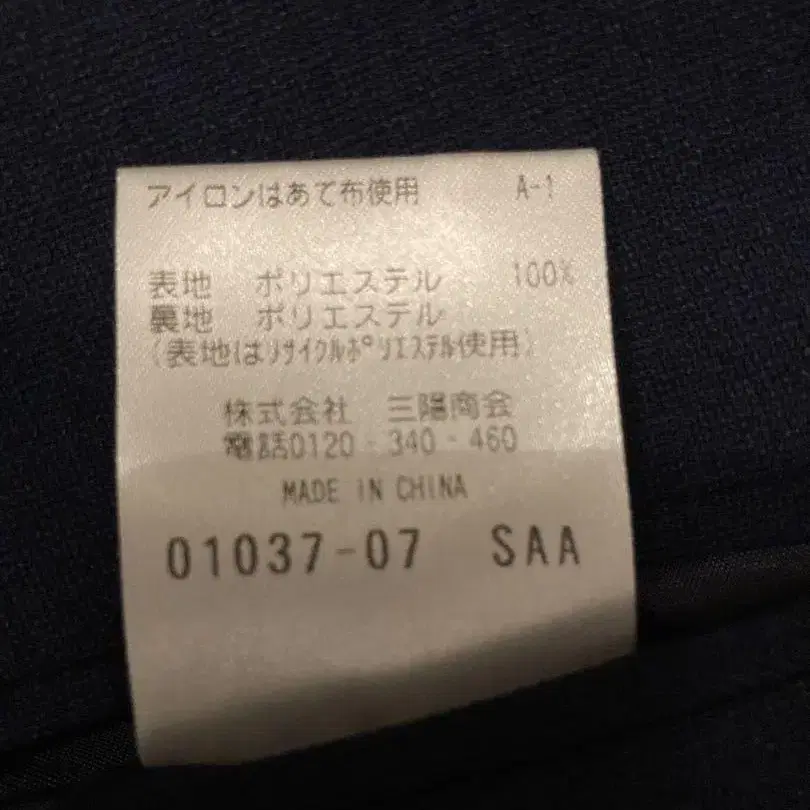 アイロンはあて布使用 A-1
表地 ポリエステル 100%
裏地 ポリエステル
(表地はﾘｻｲｸﾙﾎﾟﾘｴｽﾃﾙ使用)
株式会社 三陽商会
電話0120-340-460
MADE IN CHINA
01037-07 SAA